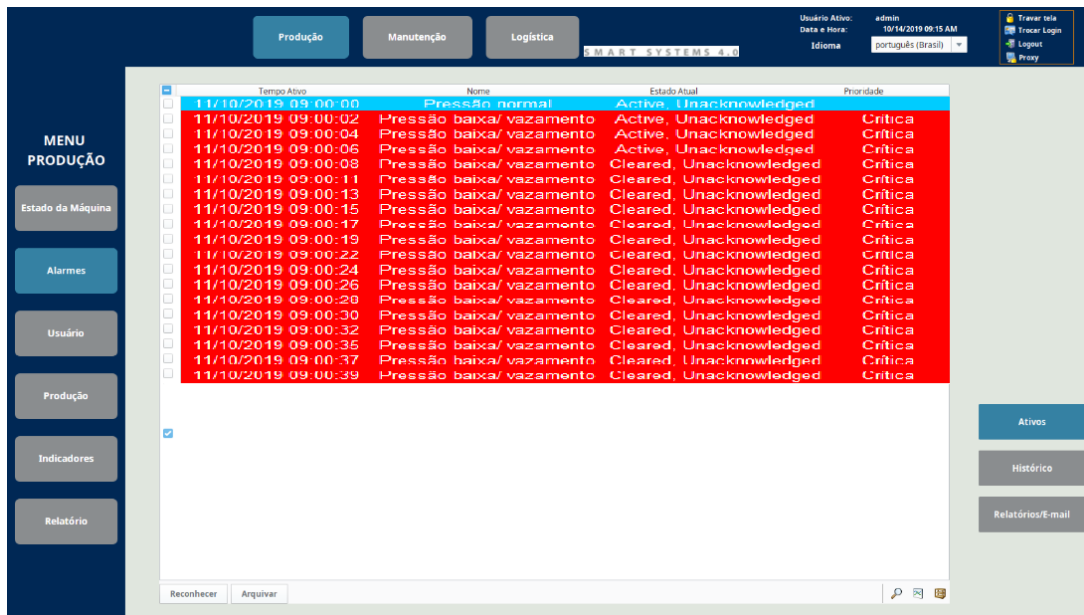 Produção
Manutenção
Logística
SMART SYSTEMS 4.0
Usuário Ativo: admin
Data e Hora: 10/14/2019 09:15 AM
Idioma português (Brasil)
Travar tela
Trocar Login
Logout
Proxy
MENU
PRODUÇÃO
Estado da Máquina
Alarmes
Usuário
Produção
Indicadores
Relatório
Tempo Ativo Nome Estado Atual Prioridade
11/10/2019 09:00:00 Pressão normal Active, Unacknowledged
11/10/2019 09:00:02 Pressão baixa/ vazamento Active, Unacknowledged Crítica
11/10/2019 09:00:04 Pressão baixa/ vazamento Active, Unacknowledged Crítica
11/10/2019 09:00:06 Pressão baixa/ vazamento Active, Unacknowledged Crítica
11/10/2019 09:00:08 Pressão baixa/ vazamento Cleared, Unacknowledged Crítica
11/10/2019 09:00:11 Pressão baixa/ vazamento Cleared, Unacknowledged Crítica
11/10/2019 09:00:13 Pressão baixa/ vazamento Cleared, Unacknowledged Crítica
11/10/2019 09:00:15 Pressão baixa/ vazamento Cleared, Unacknowledged Crítica
11/10/2019 09:00:17 Pressão baixa/ vazamento Cleared, Unacknowledged Crítica
11/10/2019 09:00:19 Pressão baixa/ vazamento Cleared, Unacknowledged Crítica
11/10/2019 09:00:22 Pressão baixa/ vazamento Cleared, Unacknowledged Crítica
11/10/2019 09:00:24 Pressão baixa/ vazamento Cleared, Unacknowledged Crítica
11/10/2019 09:00:26 Pressão baixa/ vazamento Cleared, Unacknowledged Crítica
11/10/2019 09:00:28 Pressão baixa/ vazamento Cleared, Unacknowledged Crítica
11/10/2019 09:00:30 Pressão baixa/ vazamento Cleared, Unacknowledged Crítica
11/10/2019 09:00:32 Pressão baixa/ vazamento Cleared, Unacknowledged Crítica
11/10/2019 09:00:35 Pressão baixa/ vazamento Cleared, Unacknowledged Crítica
11/10/2019 09:00:37 Pressão baixa/ vazamento Cleared, Unacknowledged Crítica
11/10/2019 09:00:39 Pressão baixa/ vazamento Cleared, Unacknowledged Crítica
Ativos
Histórico
Relatórios/E-mail
Reconhecer
Arquivar